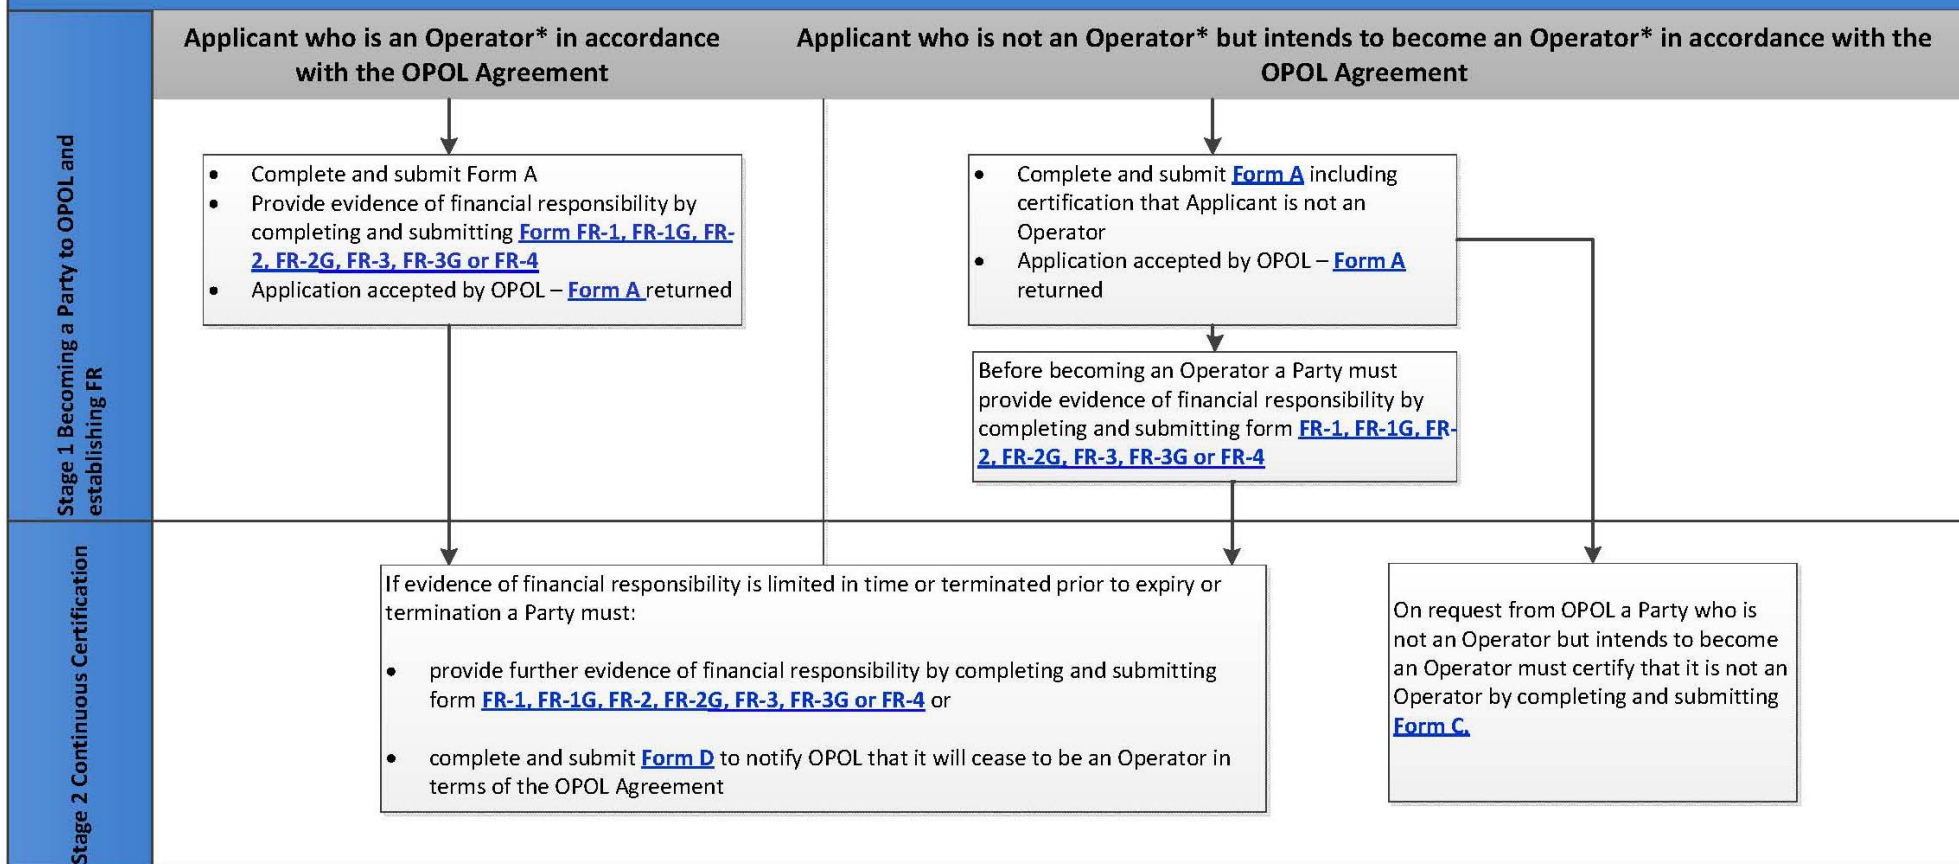 Applicant who is an Operator* in accordance
with the OPOL Agreement
Applicant who is not an Operator* but intends to become an Operator* in accordance with the
OPOL Agreement
Stage 1 Becoming a Party to OPOL and
establishing FR
• Complete and submit Form A
• Provide evidence of financial responsibility by
completing and submitting Form FR-1, FR-1G, FR-
2, FR-2G, FR-3, FR-3G or FR-4
• Application accepted by OPOL – Form A returned
• Complete and submit Form A including
certification that Applicant is not an
Operator
• Application accepted by OPOL – Form A
returned
Before becoming an Operator a Party must
provide evidence of financial responsibility by
completing and submitting form FR-1, FR-1G, FR-
2, FR-2G, FR-3, FR-3G or FR-4
Stage 2 Continuous Certification
If evidence of financial responsibility is limited in time or terminated prior to expiry or
termination a Party must:
• provide further evidence of financial responsibility by completing and submitting
form FR-1, FR-1G, FR-2, FR-2G, FR-3, FR-3G or FR-4 or
• complete and submit Form D to notify OPOL that it will cease to be an Operator in
terms of the OPOL Agreement
On request from OPOL a Party who is
not an Operator but intends to become
an Operator must certify that it is not an
Operator by completing and submitting
Form C.